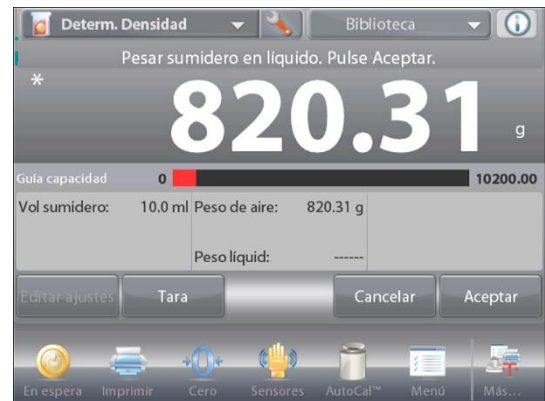 Determ. Densidad Biblioteca
Pesar sumidero en líquido. Pulse Aceptar.
* 820.31 g
Guía capacidad 0 10200.00
Vol sumidero: 10.0 ml Peso de aire: 820.31 g
Peso líquid: ------
Editar ajustes Tara Cancelar Aceptar
En espera Imprimir Cero Sensores AutoCal™ Menú Más...